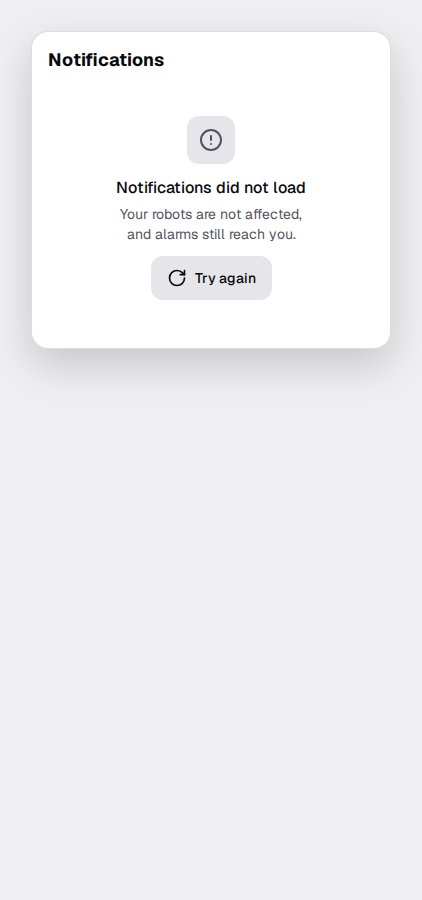 Notifications
Notifications did not load
Your robots are not affected,
and alarms still reach you.
Try again